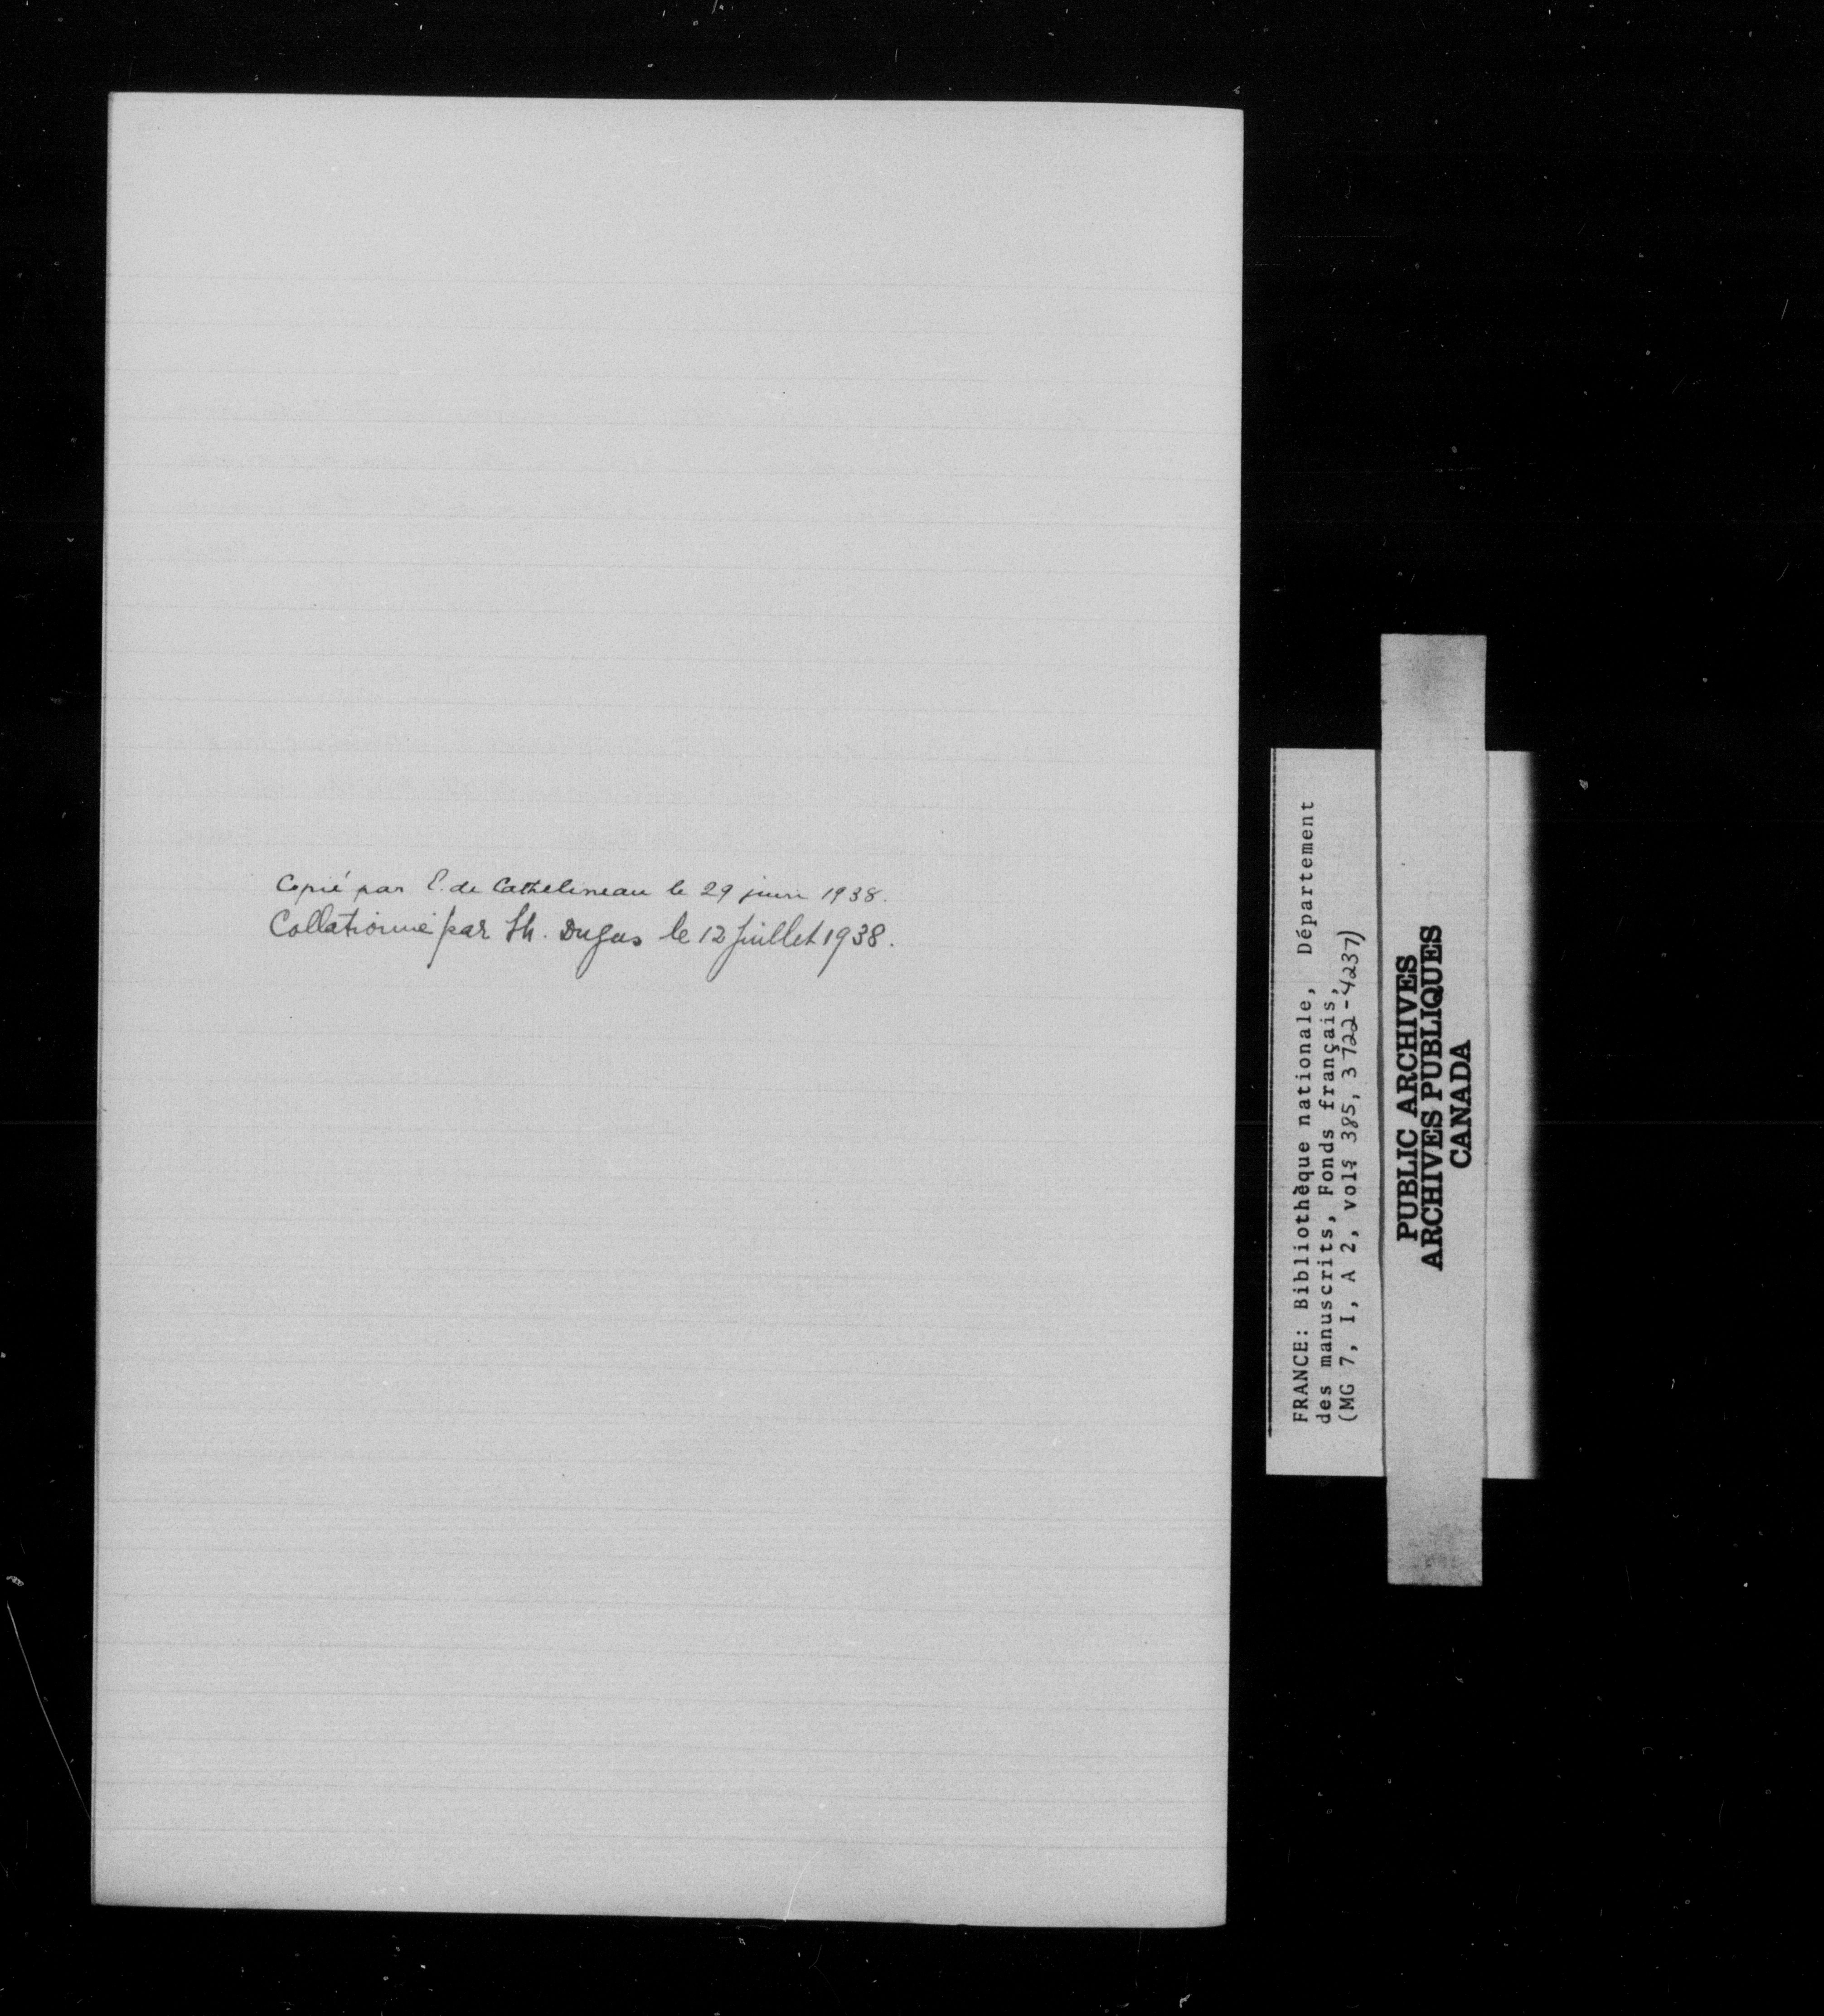 Copié par E. de Cathelineau le 29 juin 1938.
Collationné par Th. Dugas le 12 Juillet 1938.
FRANCE: Bibliothèque nationale, Département
des manuscrits, Fonds français,
(MG 7, I, A 2, vols 385, 3722-4237)
PUBLIC ARCHIVES
ARCHIVES PUBLIQUES
CANADA